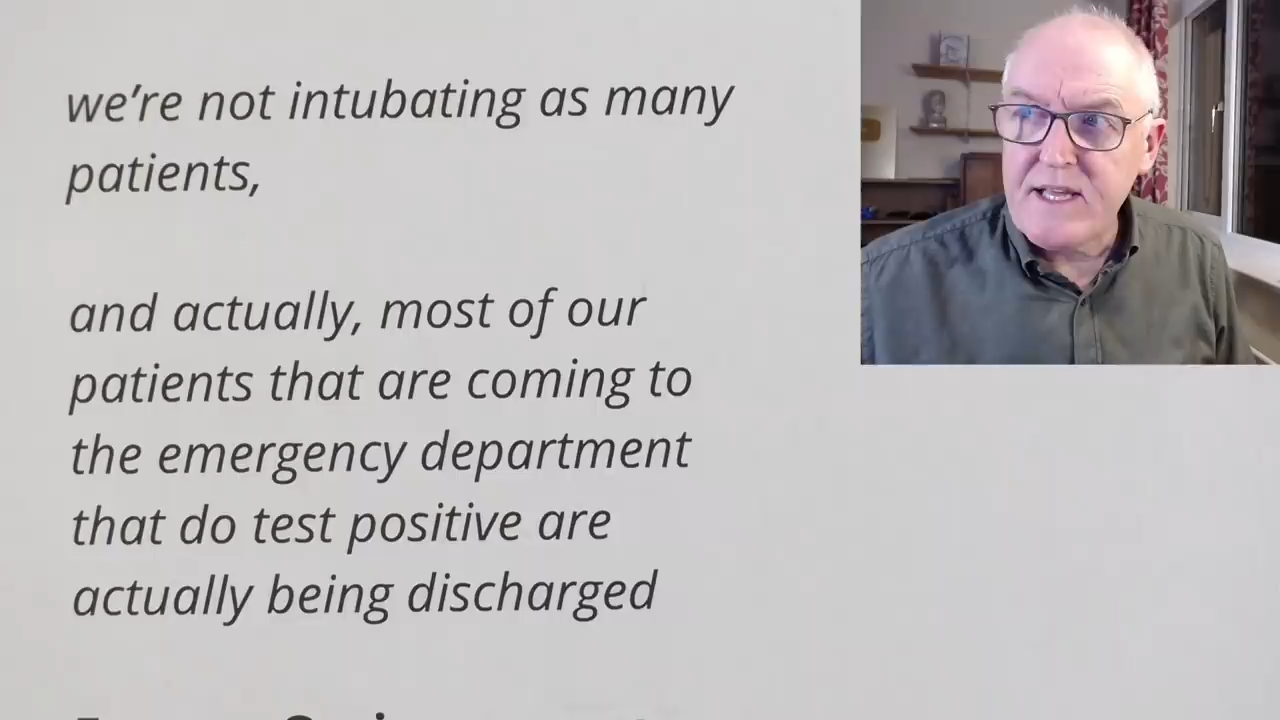 we're not intubating as many
patients,
and actually, most of our
patients that are coming to
the emergency department
that do test positive are
actually being discharged